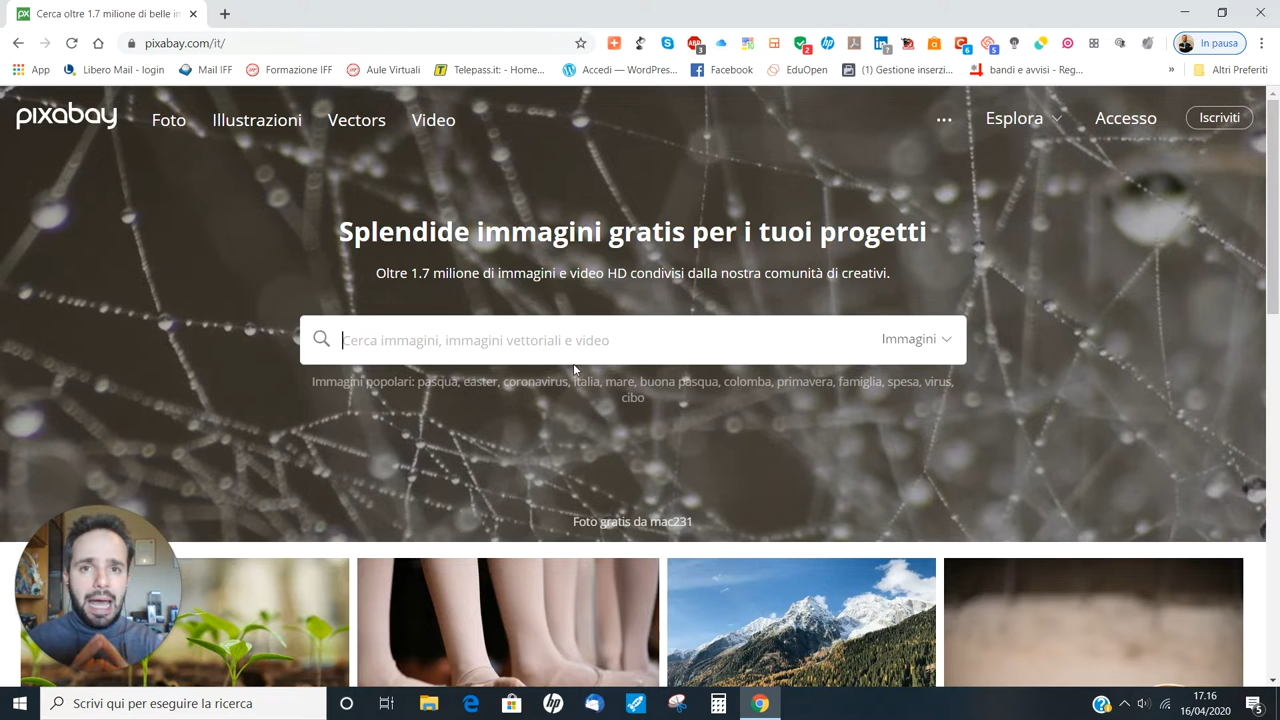 Cerca oltre 1.7 milione di belle in
pixabay.com/it/
In pausa
App
Libero Mail - login
Mail IFF
Formazione IFF
Aule Virtuali
Telepass.it: - Home...
Accedi — WordPres...
Facebook
EduOpen
(1) Gestione inserzi...
bandi e avvisi - Reg...
»
Altri Preferiti
pixabay
Foto
Illustrazioni
Vectors
Video
...
Esplora
Accesso
Iscriviti
Splendide immagini gratis per i tuoi progetti
Oltre 1.7 milione di immagini e video HD condivisi dalla nostra comunità di creativi.
Cerca immagini, immagini vettoriali e video
Immagini
Immagini popolari: pasqua, easter, coronavirus, italia, mare, buona pasqua, colomba, primavera, famiglia, spesa, virus,
cibo
Foto gratis da mac231
Scrivi qui per eseguire la ricerca
17.16
16/04/2020
5